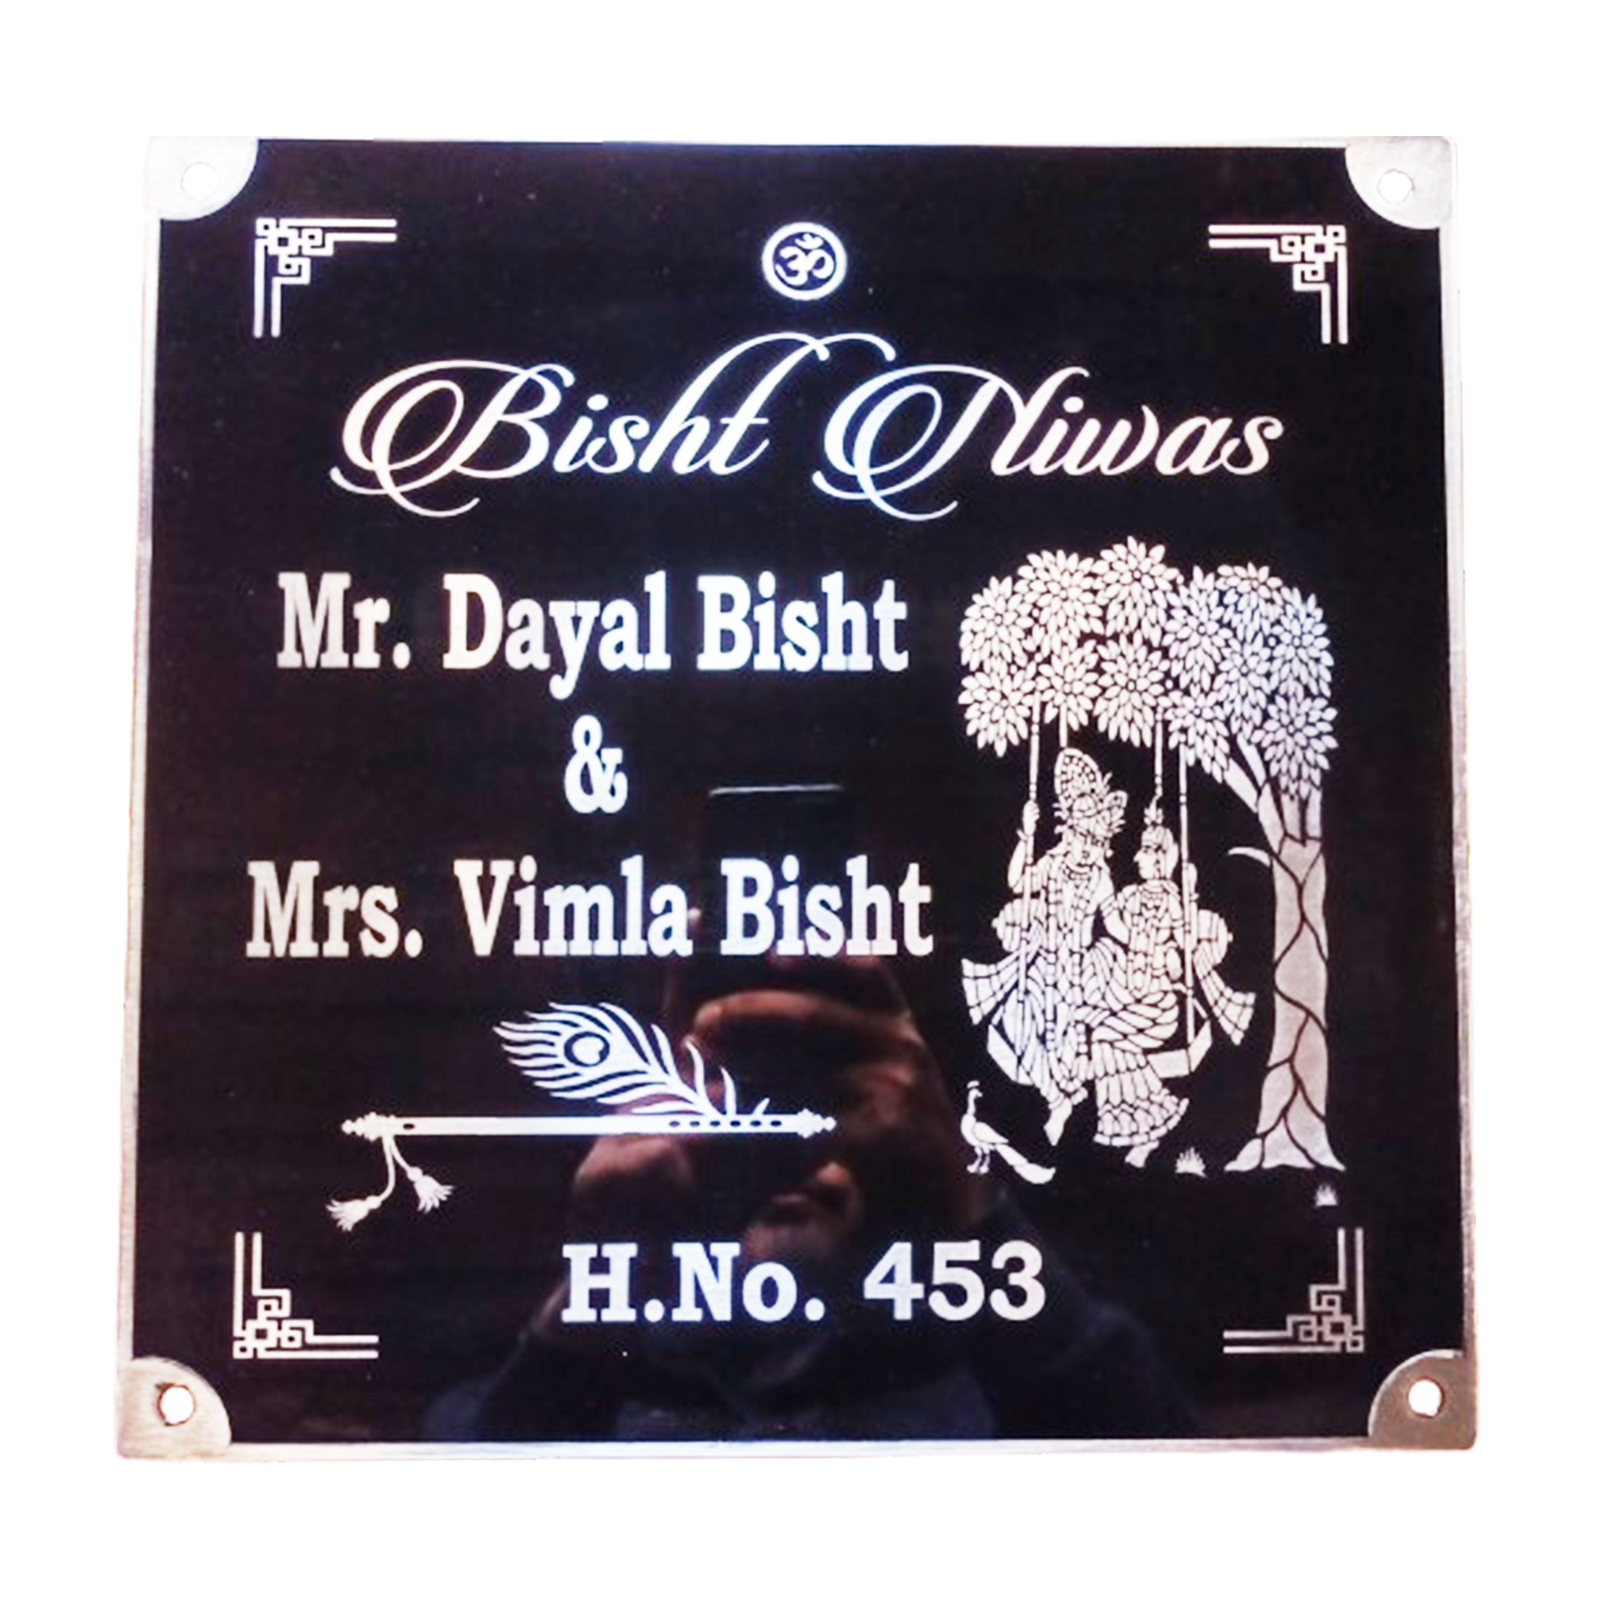 ॐ
Bisht Niwas
Mr. Dayal Bisht
&
Mrs. Vimla Bisht
H.No. 453